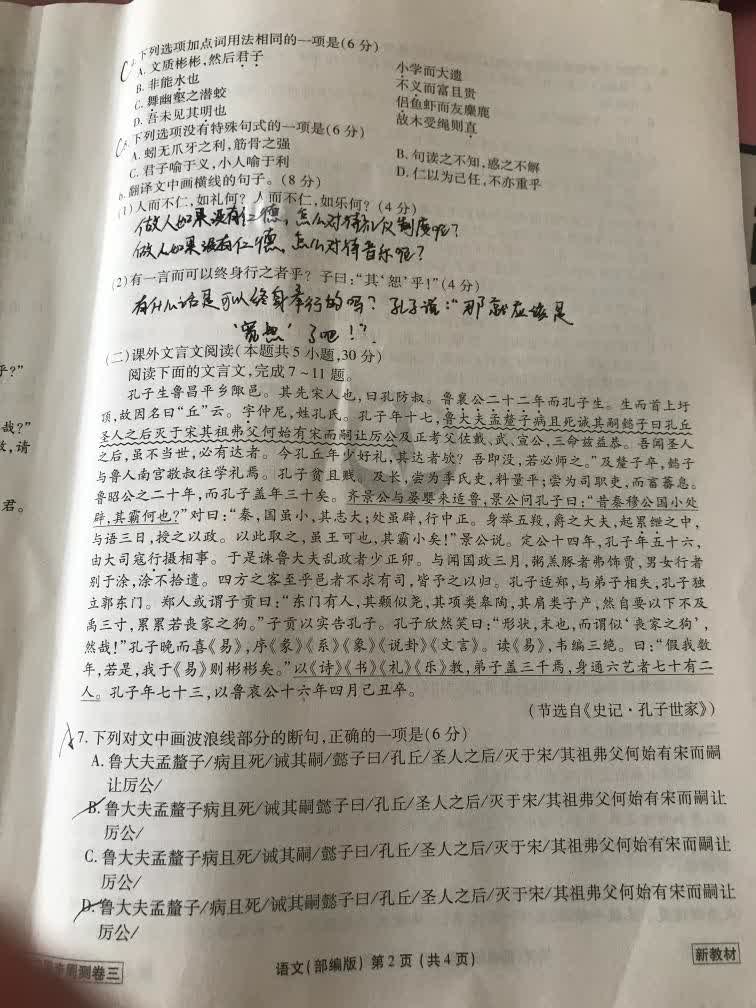 乎?”
哉?”
故,请
君。
C 4.下列选项加点词用法相同的一项是(6 分)
A. 文质彬彬,然后君子 小学而大遗
B. 非能水也 不义而富且贵
C. 舞幽壑之潜蛟 侣鱼虾而友麋鹿
D. 吾未见其明也 故木受绳则直
C 5.下列选项没有特殊句式的一项是(6 分)
A. 蚓无爪牙之利,筋骨之强 B. 句读之不知,惑之不解
C. 君子喻于义,小人喻于利 D. 仁以为己任,不亦重乎
6.翻译文中画横线的句子。(8 分)
(1)人而不仁,如礼何? 人而不仁,如乐何? (4 分)
做人如果没有仁德,怎么对待礼仪制度呢?
做人如果没有仁德,怎么对待音乐呢?
(2)有一言而可以终身行之者乎? 子曰:“其‘恕’乎!”(4 分)
有什么话是可以终身奉行的吗? 孔子说:“那就应该是
‘宽恕’了吧!”.
(二)课外文言文阅读(本题共 5 小题,30 分)
阅读下面的文言文,完成 7~11 题。
孔子生鲁昌平乡陬邑。其先宋人也,曰孔防叔。鲁襄公二十二年而孔子生。生而首上圩
顶,故因名曰“丘”云。字仲尼,姓孔氏。孔子年十七,鲁大夫孟釐子病且死诫其嗣懿子曰孔丘
圣人之后灭于宋其祖弗父何始有宋而嗣让厉公及正考父佐戴、武、宣公,三命兹益恭。吾闻圣人
之后,虽不当世,必有达者。今孔丘年少好礼,其达者欤? 吾即没,若必师之。”及釐子卒,懿子
与鲁人南宫敬叔往学礼焉。孔子贫且贱。及长,尝为季氏史,料量平;尝为司职吏,而畜蕃息。
鲁昭公之二十年,而孔子盖年三十矣。齐景公与晏婴来适鲁,景公问孔子曰:“昔秦穆公国小处
辟,其霸何也?”对曰:“秦,国虽小,其志大;处虽辟,行中正。身举五羖,爵之大夫,起累绁之中,
与语三日,授之以政。以此取之,虽王可也,其霸小矣!”景公说。定公十四年,孔子年五十六,
由大司寇行摄相事。于是诛鲁大夫乱政者少正卯。与闻国政三月,粥羔豚者弗饰贾,男女行者
别于涂,涂不拾遗。四方之客至乎邑者不求有司,皆予之以归。孔子适郑,与弟子相失,孔子独
立郭东门。郑人或谓子贡曰:“东门有人,其颡似尧,其项类皋陶,其肩类子产,然自要以下不及
禹三寸,累累若丧家之狗。”子贡以实告孔子。孔子欣然笑曰:“形状,末也,而谓似‘丧家之狗’,
然哉!”孔子晚而喜《易》,序《彖》《系》《象》《说卦》《文言》。读《易》,韦编三绝。曰:“假我数
年,若是,我于《易》则彬彬矣。”以《诗》《书》《礼》《乐》教,弟子盖三千焉,身通六艺者七十有二
人。孔子年七十三,以鲁哀公十六年四月己丑卒。
(节选自《史记·孔子世家》)
7. 下列对文中画波浪线部分的断句,正确的一项是(6 分)
A. 鲁大夫孟釐子/病且死/诫其嗣/懿子曰/孔丘/圣人之后/灭于宋/其祖弗父何始有宋而嗣
让厉公/
B. 鲁大夫孟釐子病且死/诫其嗣懿子曰/孔丘/圣人之后/灭于宋/其祖弗父何始有宋而嗣让
厉公/
C. 鲁大夫孟釐子病且死/诫其嗣/懿子曰/孔丘/圣人之后/灭于宋/其祖弗父何始有宋而嗣让
厉公/
D. 鲁大夫孟釐子/病且死/诫其嗣懿子曰/孔丘/圣人之后/灭于宋/其祖弗父何始有宋而嗣让
厉公/
测卷三
语文(部编版) 第 2 页 (共 4 页)
新教材